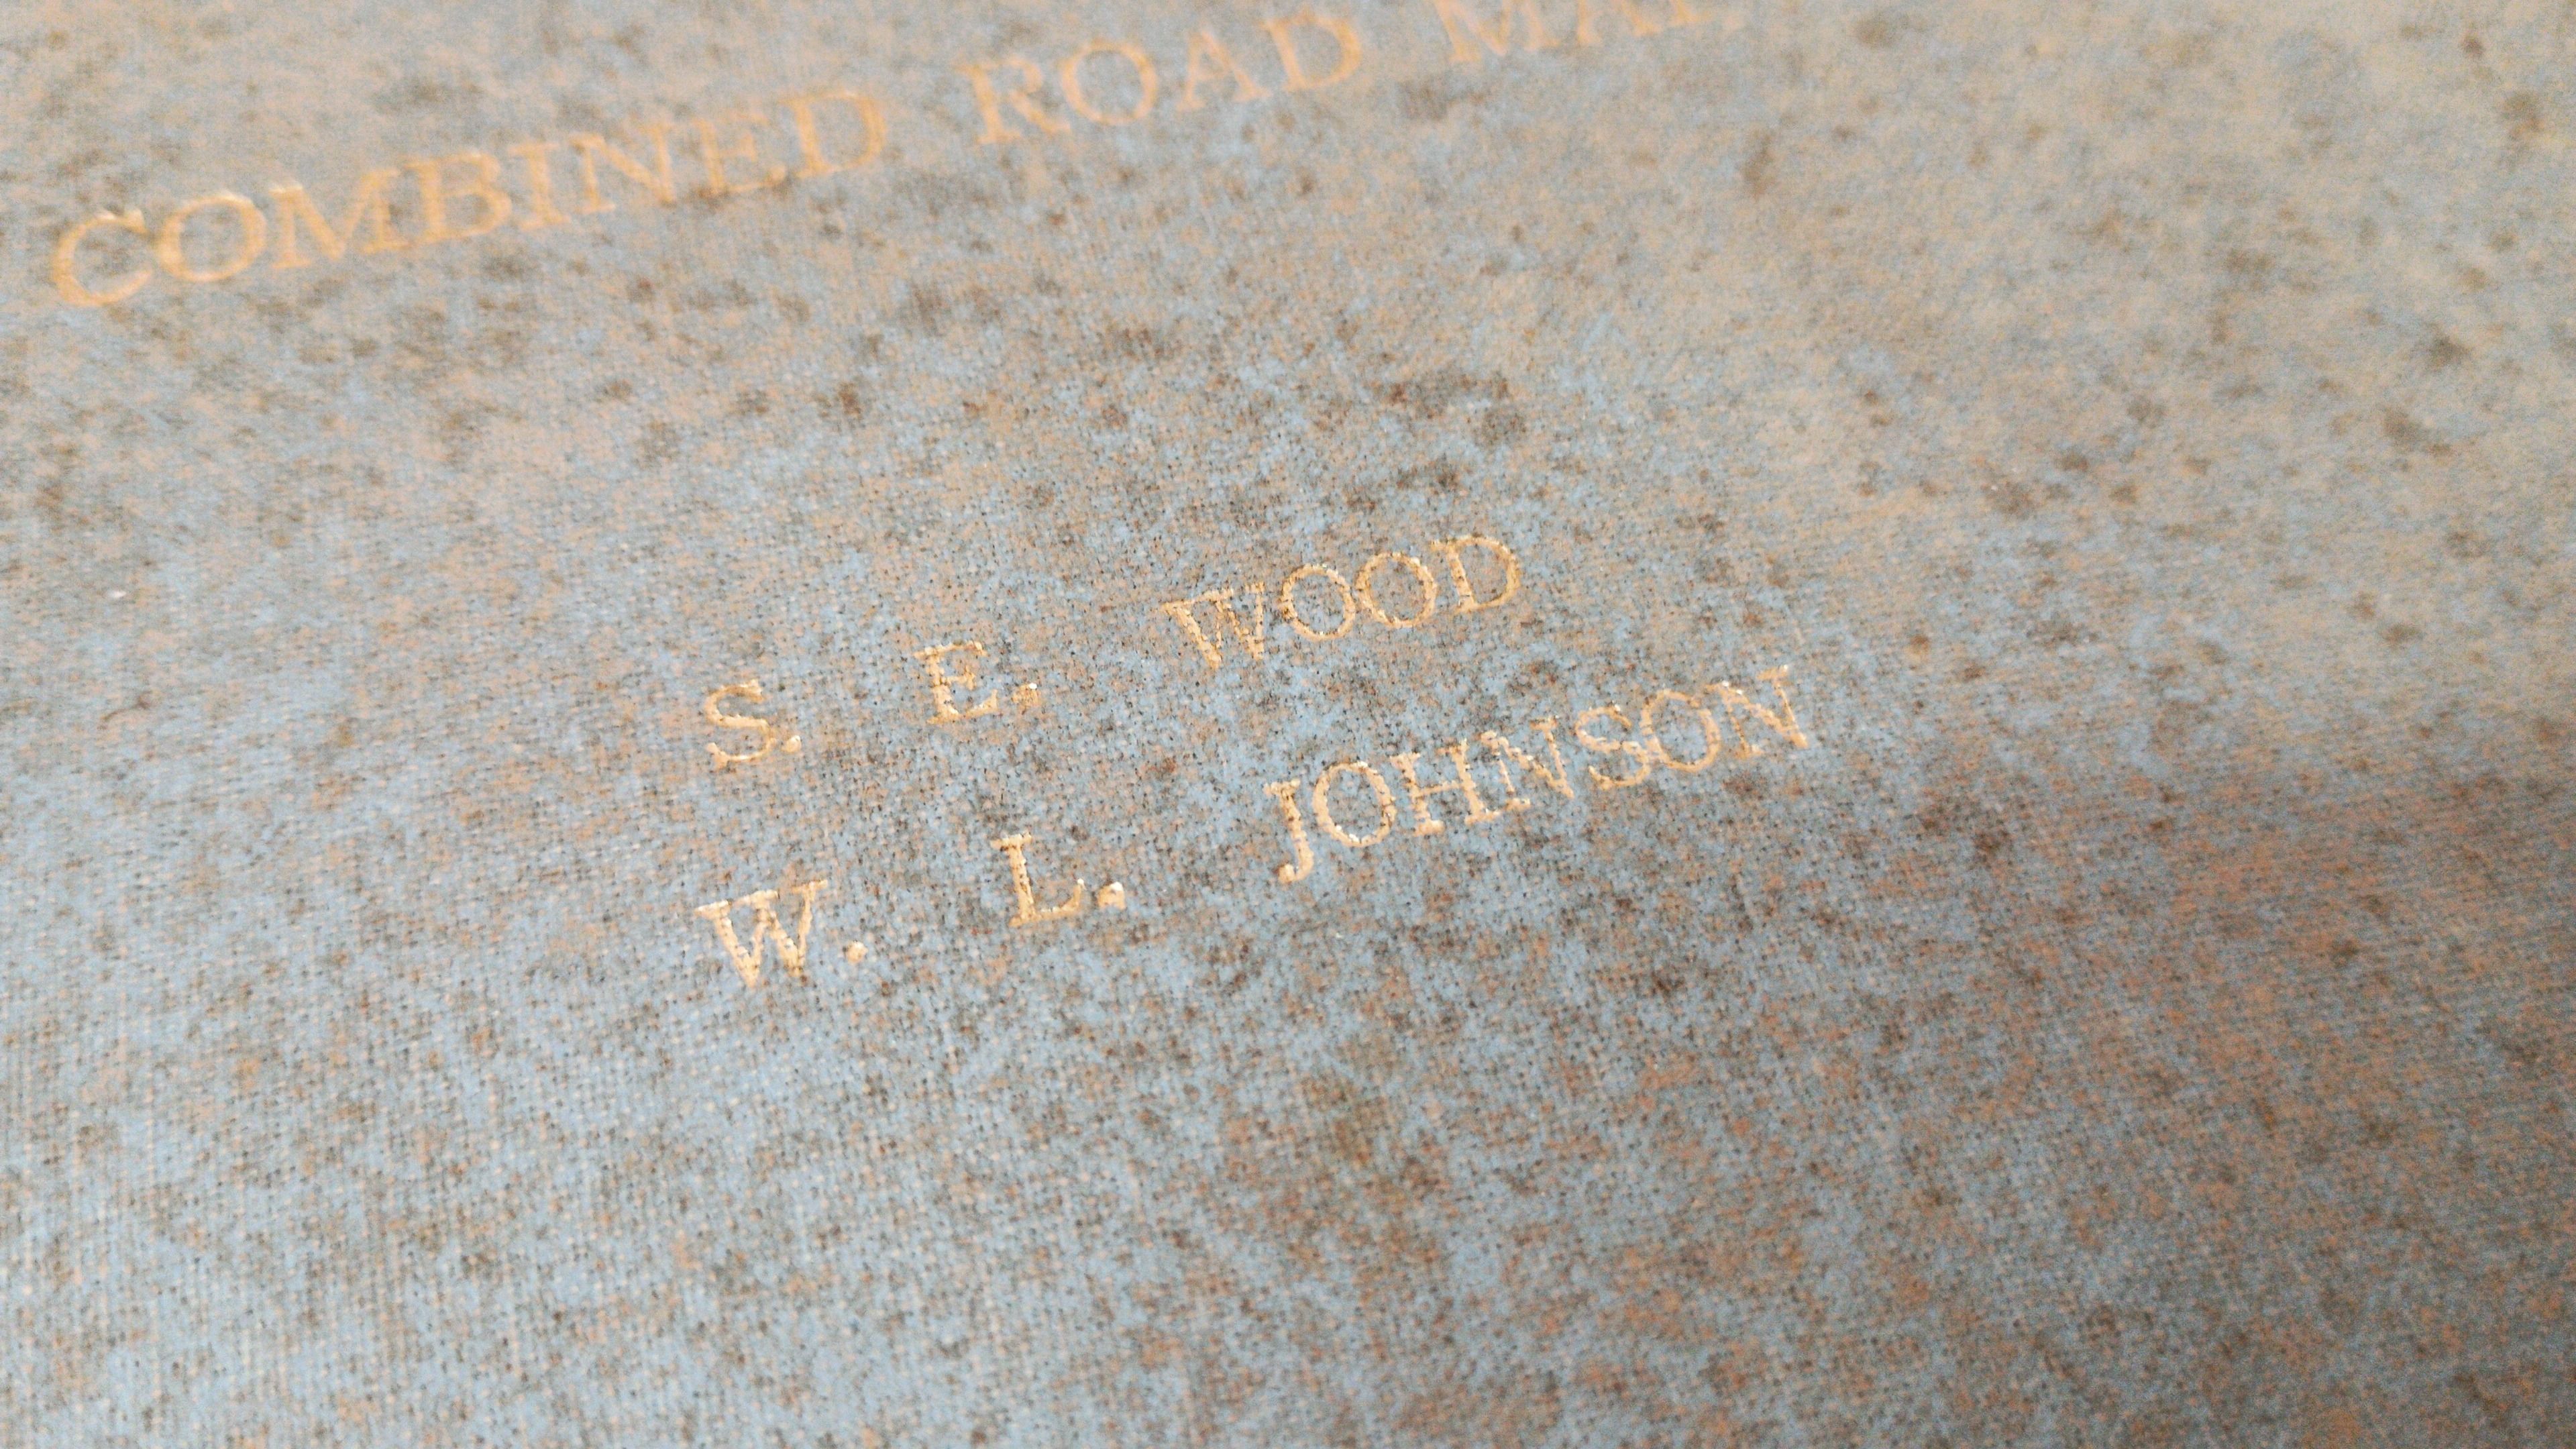 COMBINED ROAD
S. E. WOOD
W. L. JOHNSON